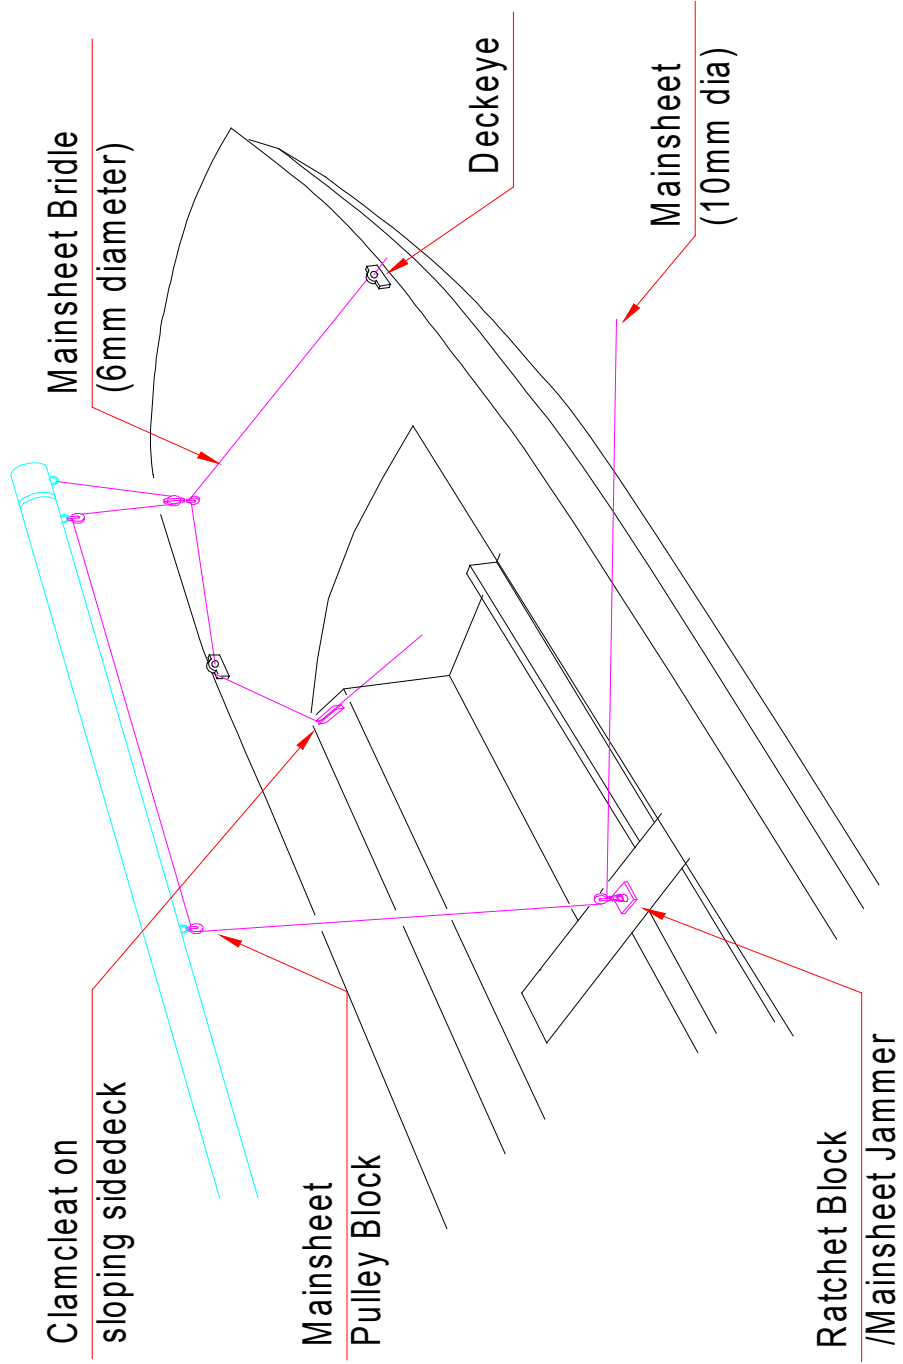 Mainsheet Bridle
(6mm diameter)
Deckeye
Mainsheet
(10mm dia)
Clamcleat on
sloping sidedeck
Mainsheet
Pulley Block
Ratchet Block
/Mainsheet Jammer